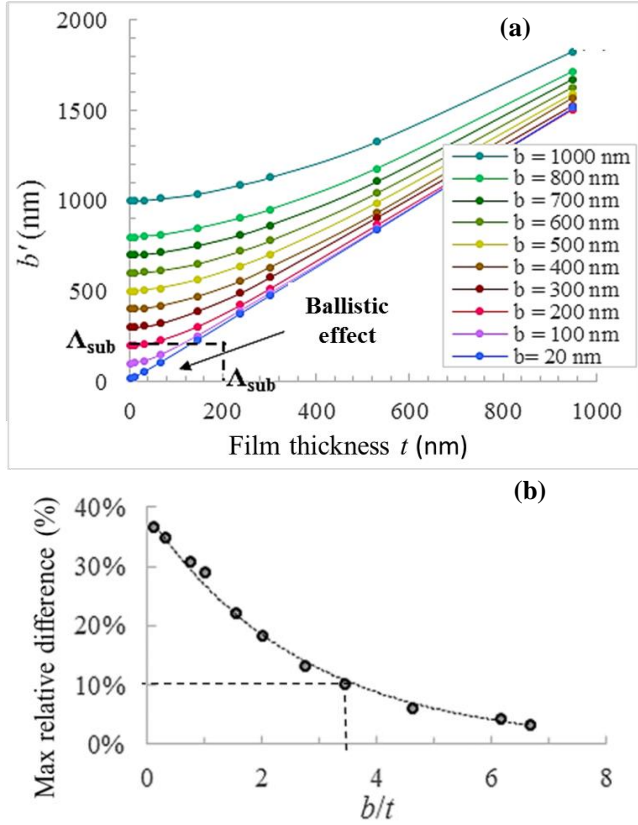 (a)
2000
1500
1000
500
0
b′ (nm)
Λsub
Λsub
Ballistic
effect
b = 1000 nm
b = 800 nm
b = 700 nm
b = 600 nm
b = 500 nm
b = 400 nm
b = 300 nm
b = 200 nm
b = 100 nm
b= 20 nm
0 200 400 600 800 1000
Film thickness t (nm)
(b)
40%
30%
20%
10%
0%
Max relative difference (%)
0 2 4 6 8
b/t